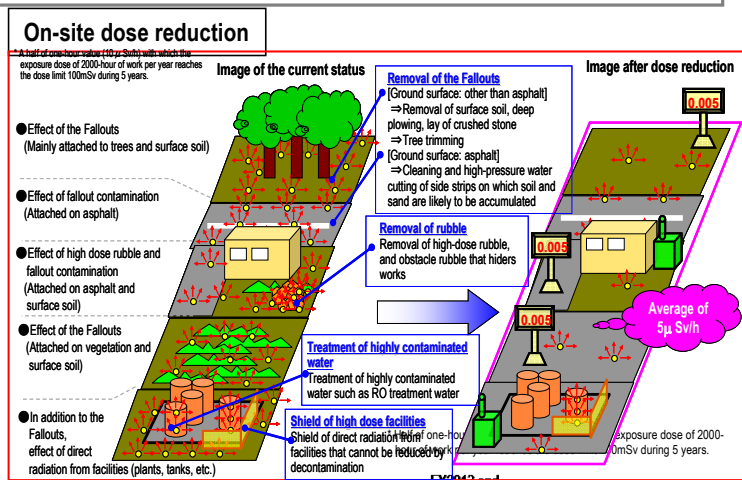 On-site dose reduction
* A half of one-hour value (10 μ Sv/h) with which the
exposure dose of 2000-hour of work per year reaches
the dose limit 100mSv during 5 years.
Image of the current status
Image after dose reduction
Removal of the Fallouts
[Ground surface: other than asphalt]
⇒Removal of surface soil, deep
plowing, lay of crushed stone
⇒Tree trimming
[Ground surface: asphalt]
⇒Cleaning and high-pressure water
cutting of side strips on which soil and
sand are likely to be accumulated
●Effect of the Fallouts
(Mainly attached to trees and surface soil)
●Effect of fallout contamination
(Attached on asphalt)
●Effect of high dose rubble and
fallout contamination
(Attached on asphalt and
surface soil)
●Effect of the Fallouts
(Attached on vegetation and
surface soil)
●In addition to the
Fallouts,
effect of direct
radiation from facilities (plants, tanks, etc.)
Removal of rubble
Removal of high-dose rubble,
and obstacle rubble that hiders
works
Treatment of highly contaminated
water
Treatment of highly contaminated
water such as RO treatment water
Shield of high dose facilities
Shield of direct radiation from
facilities that cannot be reduced by
decontamination
0.005
0.005
0.005
Average of
5μ Sv/h
* Half of one-hou exposure dose of 2000-
hour of work 0mSv during 5 years.
FY2012 and